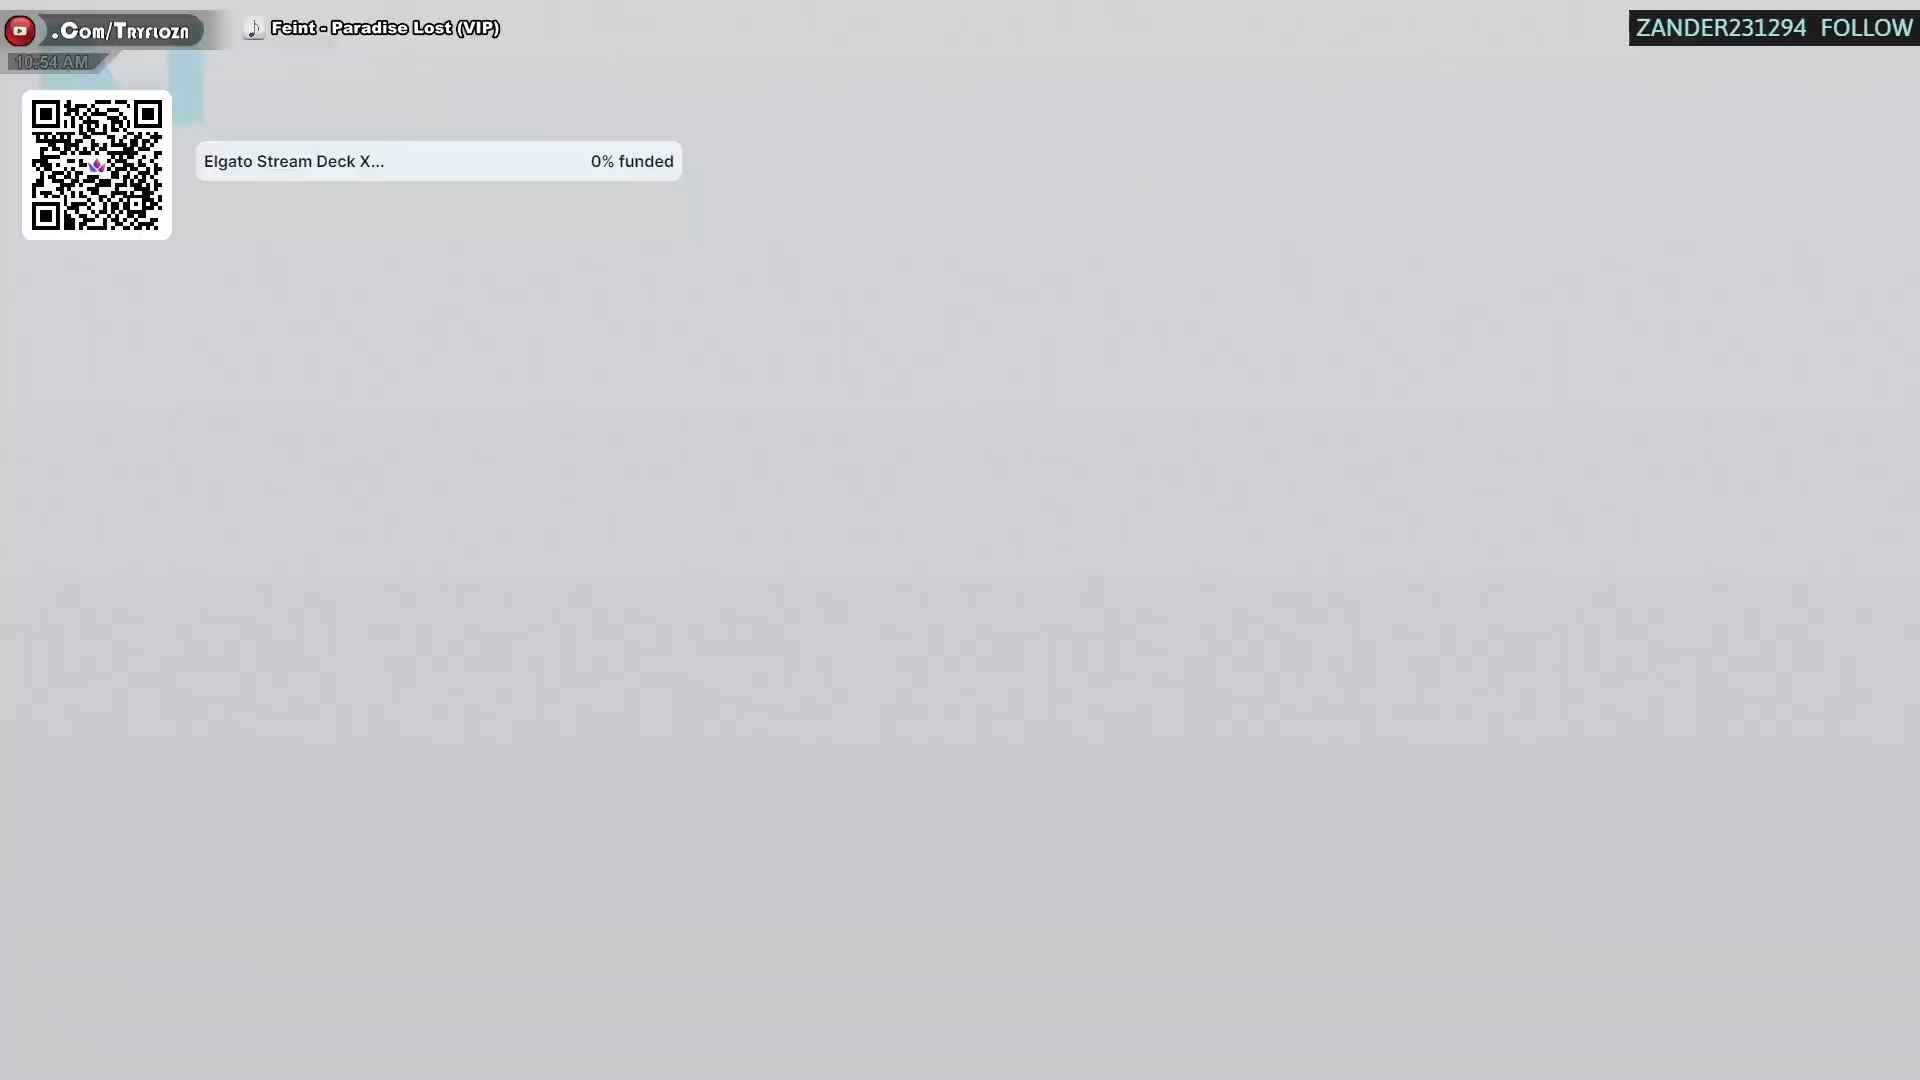 .Com/Tryflozn
Feint - Paradise Lost (VIP)
ZANDER231294 FOLLOW
10:54 AM
Elgato Stream Deck X...
0% funded